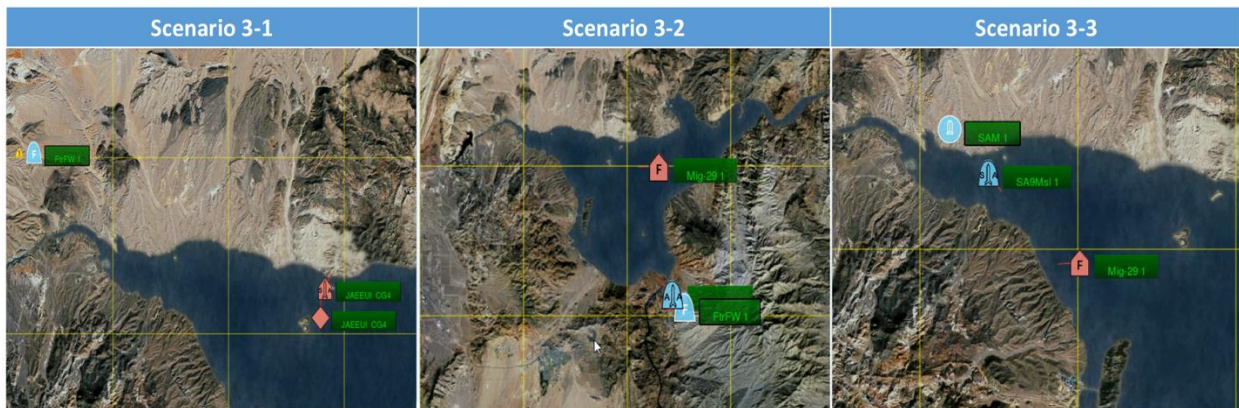 Scenario 3-1
Scenario 3-2
Scenario 3-3
F
FtrFW 1
JAEEUI CG4
JAEEUI CG4
F
Mig-29 1
A A
F
FtrFW 1
SAM 1
S A
SA9Msl 1
F
Mig-29 1